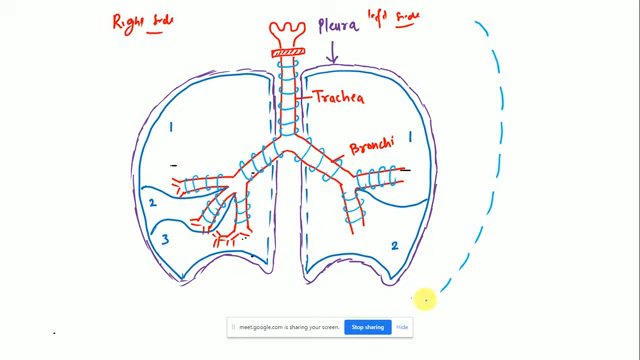 Right side
left side
Pleura
Trachea
Bronchi
1
1
2
3
2
meet.google.com is sharing your screen.
Stop sharing
Hide